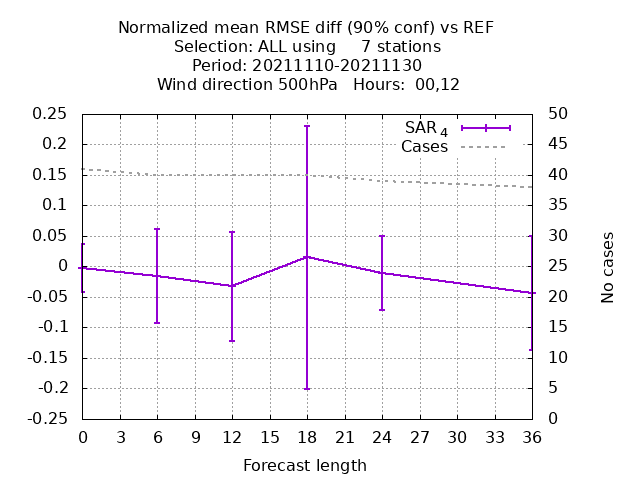 Normalized mean RMSE diff (90% conf) vs REF
Selection: ALL using 7 stations
Period: 20211110-20211130
Wind direction 500hPa Hours: 00,12
0.25
0.2
0.15
0.1
0.05
0
-0.05
-0.1
-0.15
-0.2
-0.25
SAR 4
Cases
50
45
40
35
30
25
20
15
10
5
0
No cases
0 3 6 9 12 15 18 21 24 27 30 33 36
Forecast length